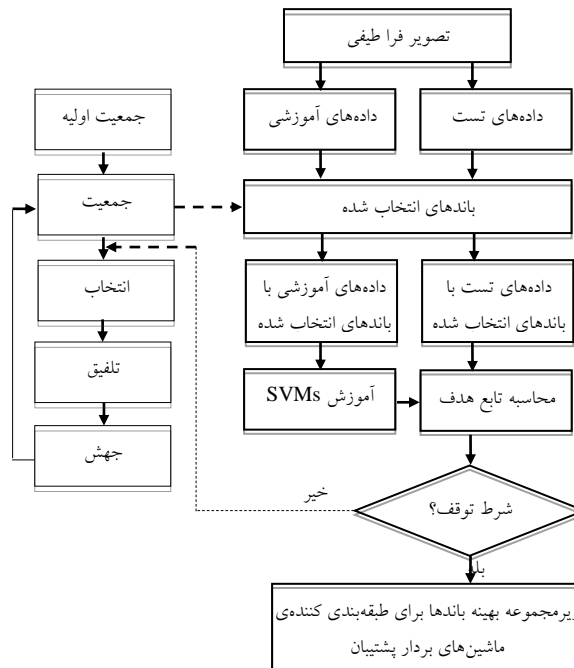 تصویر فرا طیفی
جمعیت اولیه
داده‌های آموزشی
داده‌های تست
جمعیت
باندهای انتخاب شده
انتخاب
داده‌های آموزشی با
باندهای انتخاب شده
داده‌های تست با
باندهای انتخاب شده
تلفیق
آموزش SVMs
محاسبه تابع هدف
جهش
شرط توقف؟
خیر
بله
یرمجموعه بهینه باندها برای طبقه‌بندی کننده‌ی
ماشین‌های بردار پشتیبان